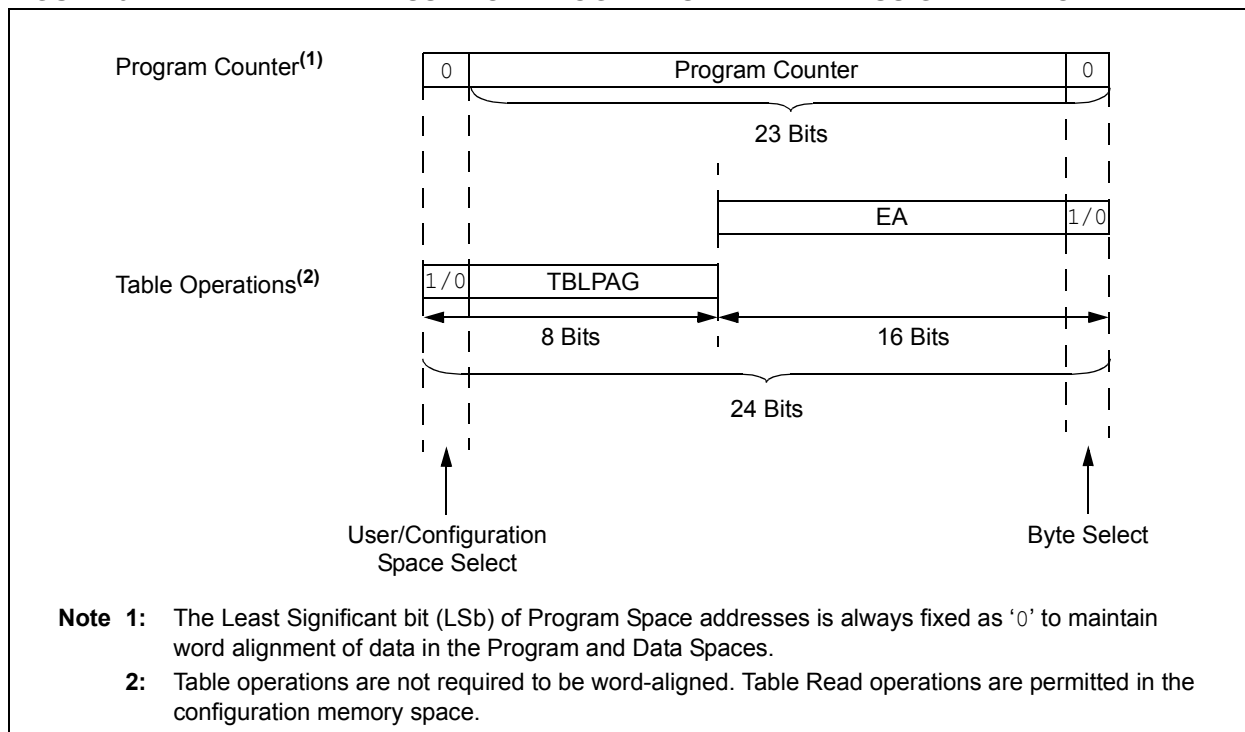 Program Counter(1)
0
Program Counter
0
23 Bits
EA
1/0
Table Operations(2)
1/0
TBLPAG
8 Bits
16 Bits
24 Bits
User/Configuration
Space Select
Byte Select
Note 1: The Least Significant bit (LSb) of Program Space addresses is always fixed as ‘0’ to maintain
word alignment of data in the Program and Data Spaces.
2: Table operations are not required to be word-aligned. Table Read operations are permitted in the
configuration memory space.